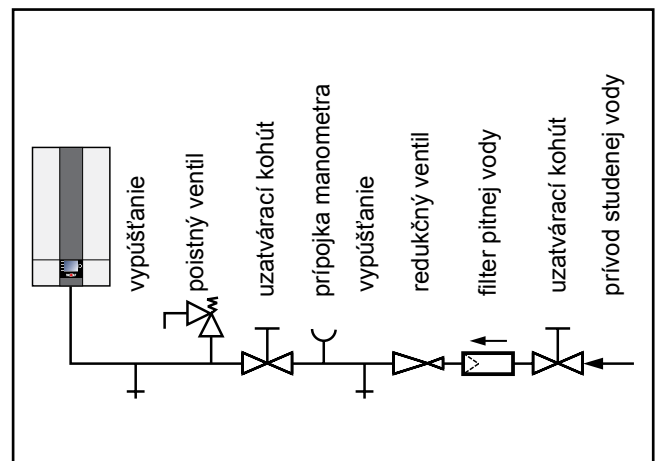 vypúšťanie
poistný ventil
uzatvárací kohút
prípojka manometra
vypúšťanie
redukčný ventil
filter pitnej vody
uzatvárací kohút
prívod studenej vody